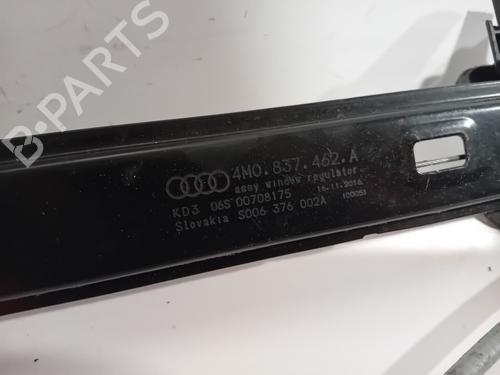 B-PARTS
4M0.837.462.A
assy window regulator
KD3 06S 00708175 16-11-2016
Slovakia S006 376 002A (0005)